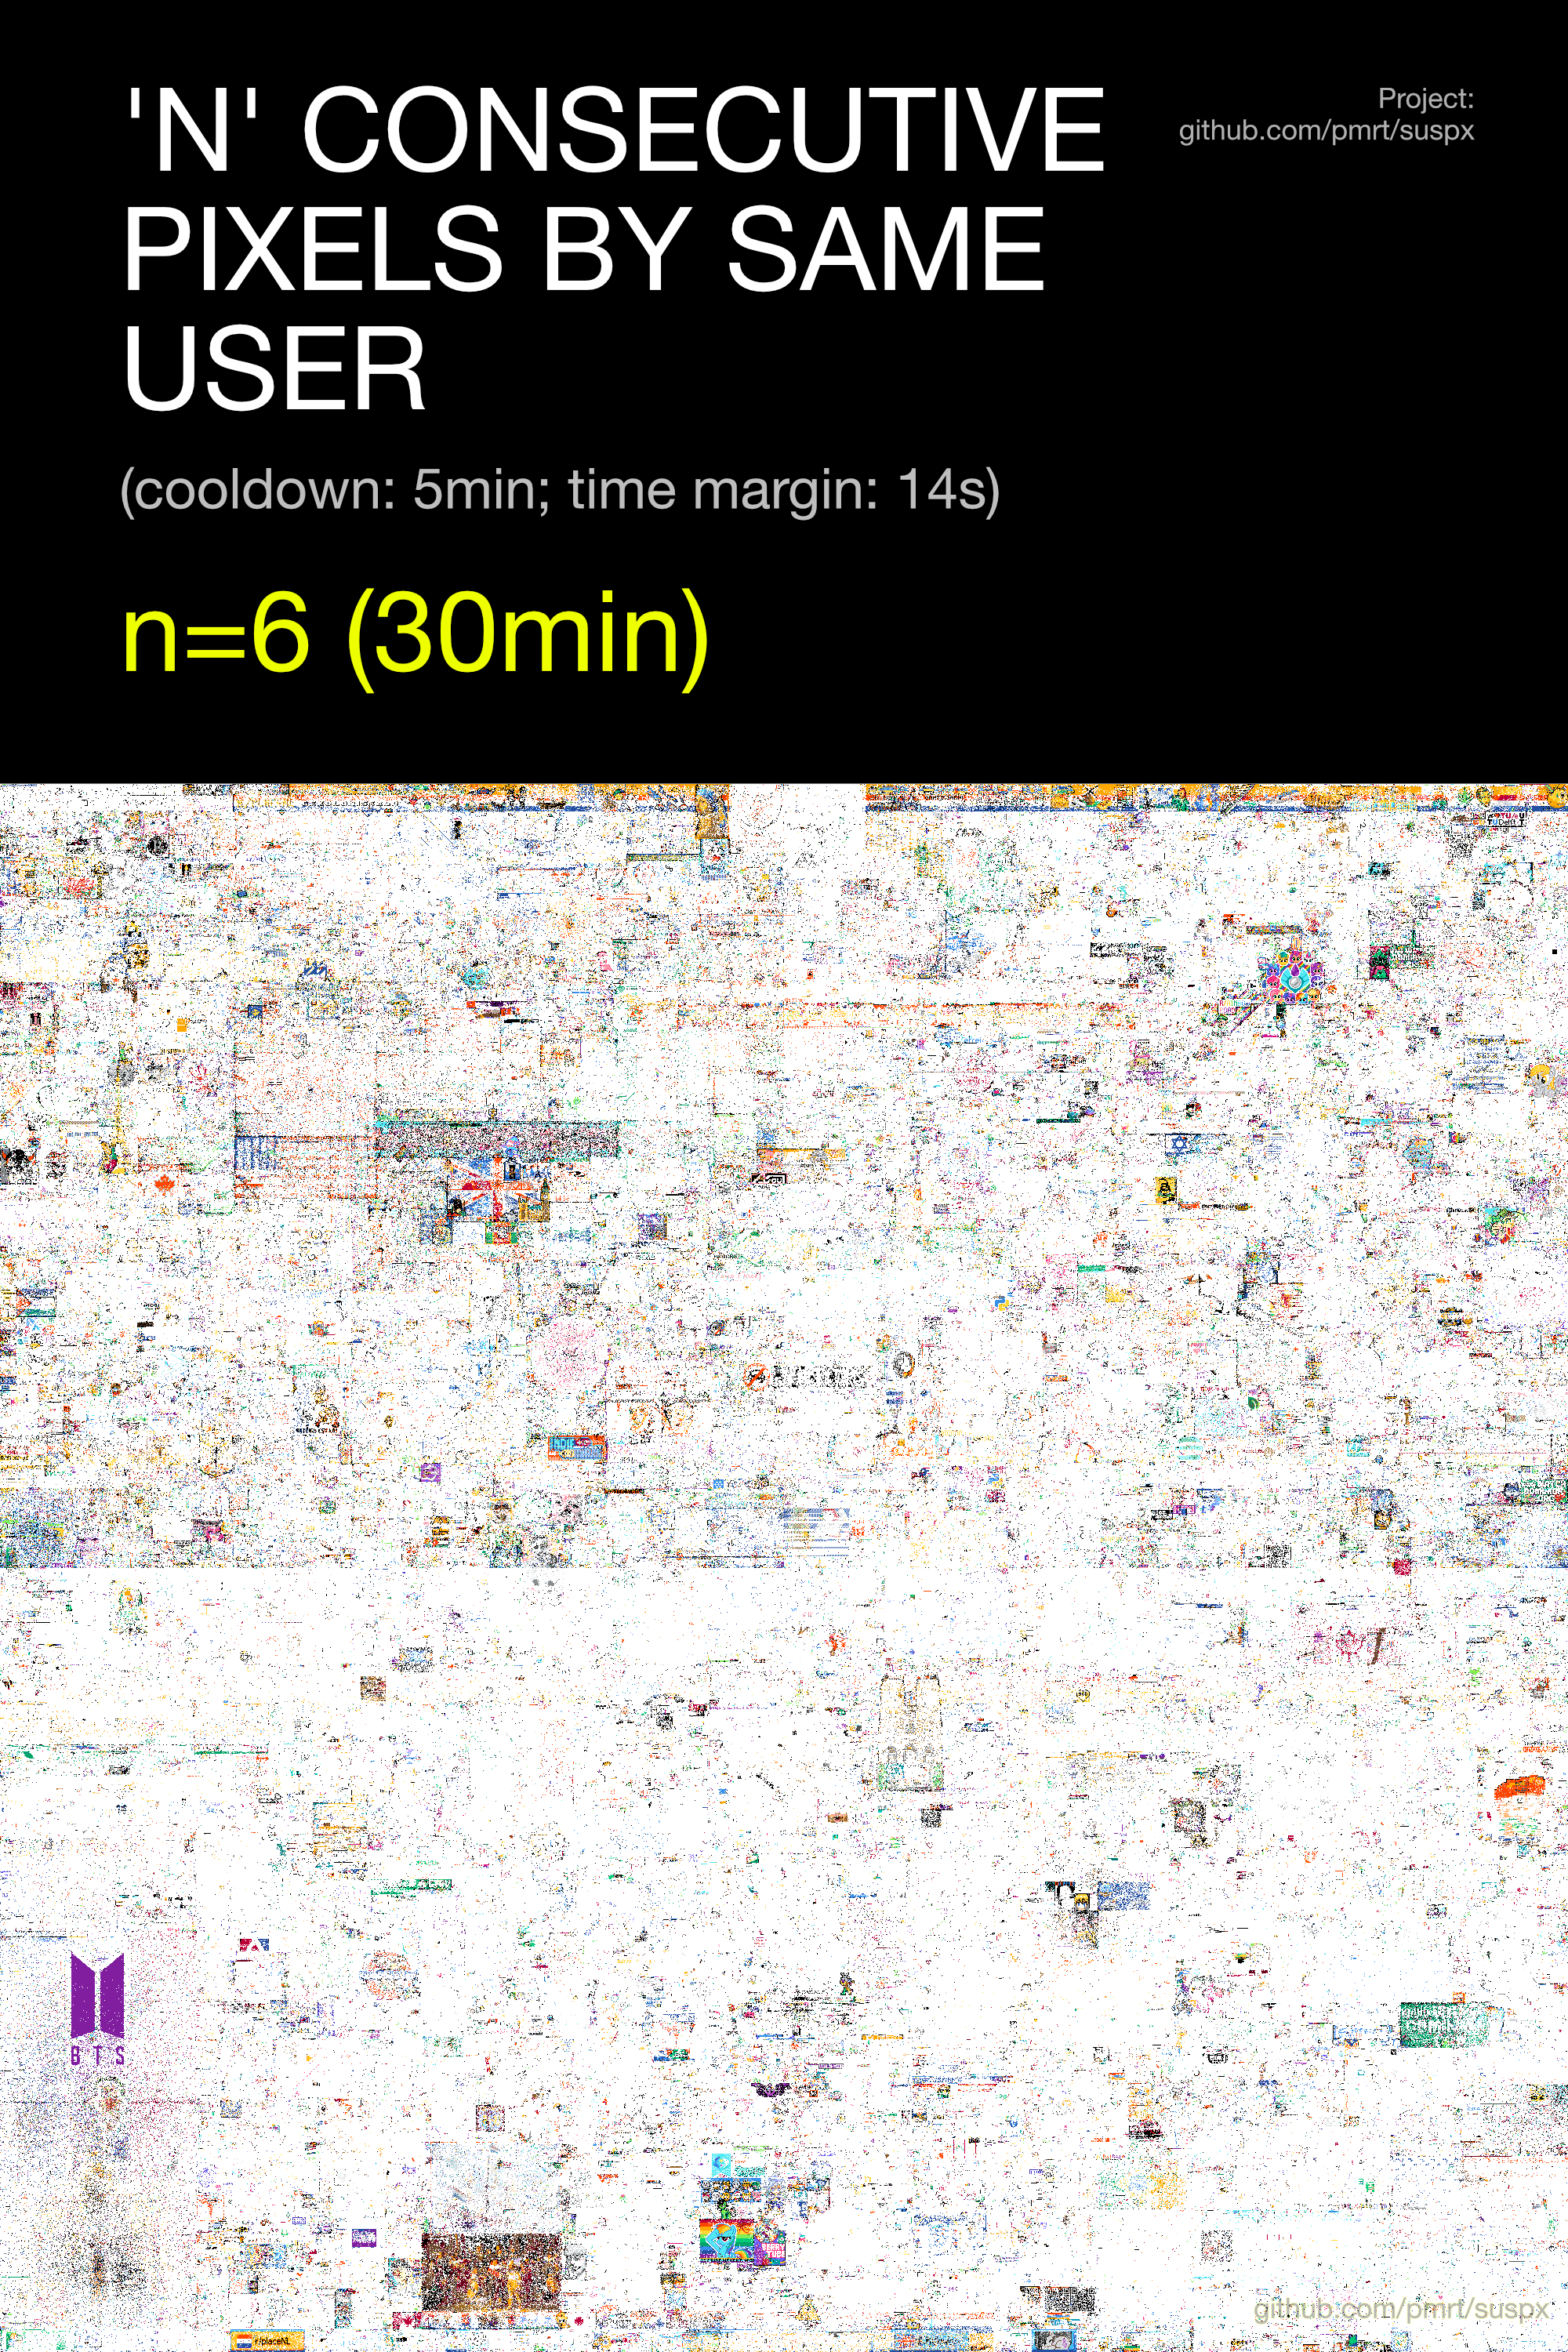 'N' CONSECUTIVE
PIXELS BY SAME
USER
Project:
github.com/pmrt/suspx
(cooldown: 5min; time margin: 14s)
n=6 (30min)
BTS
r/placeNL
github.com/pmrt/suspx